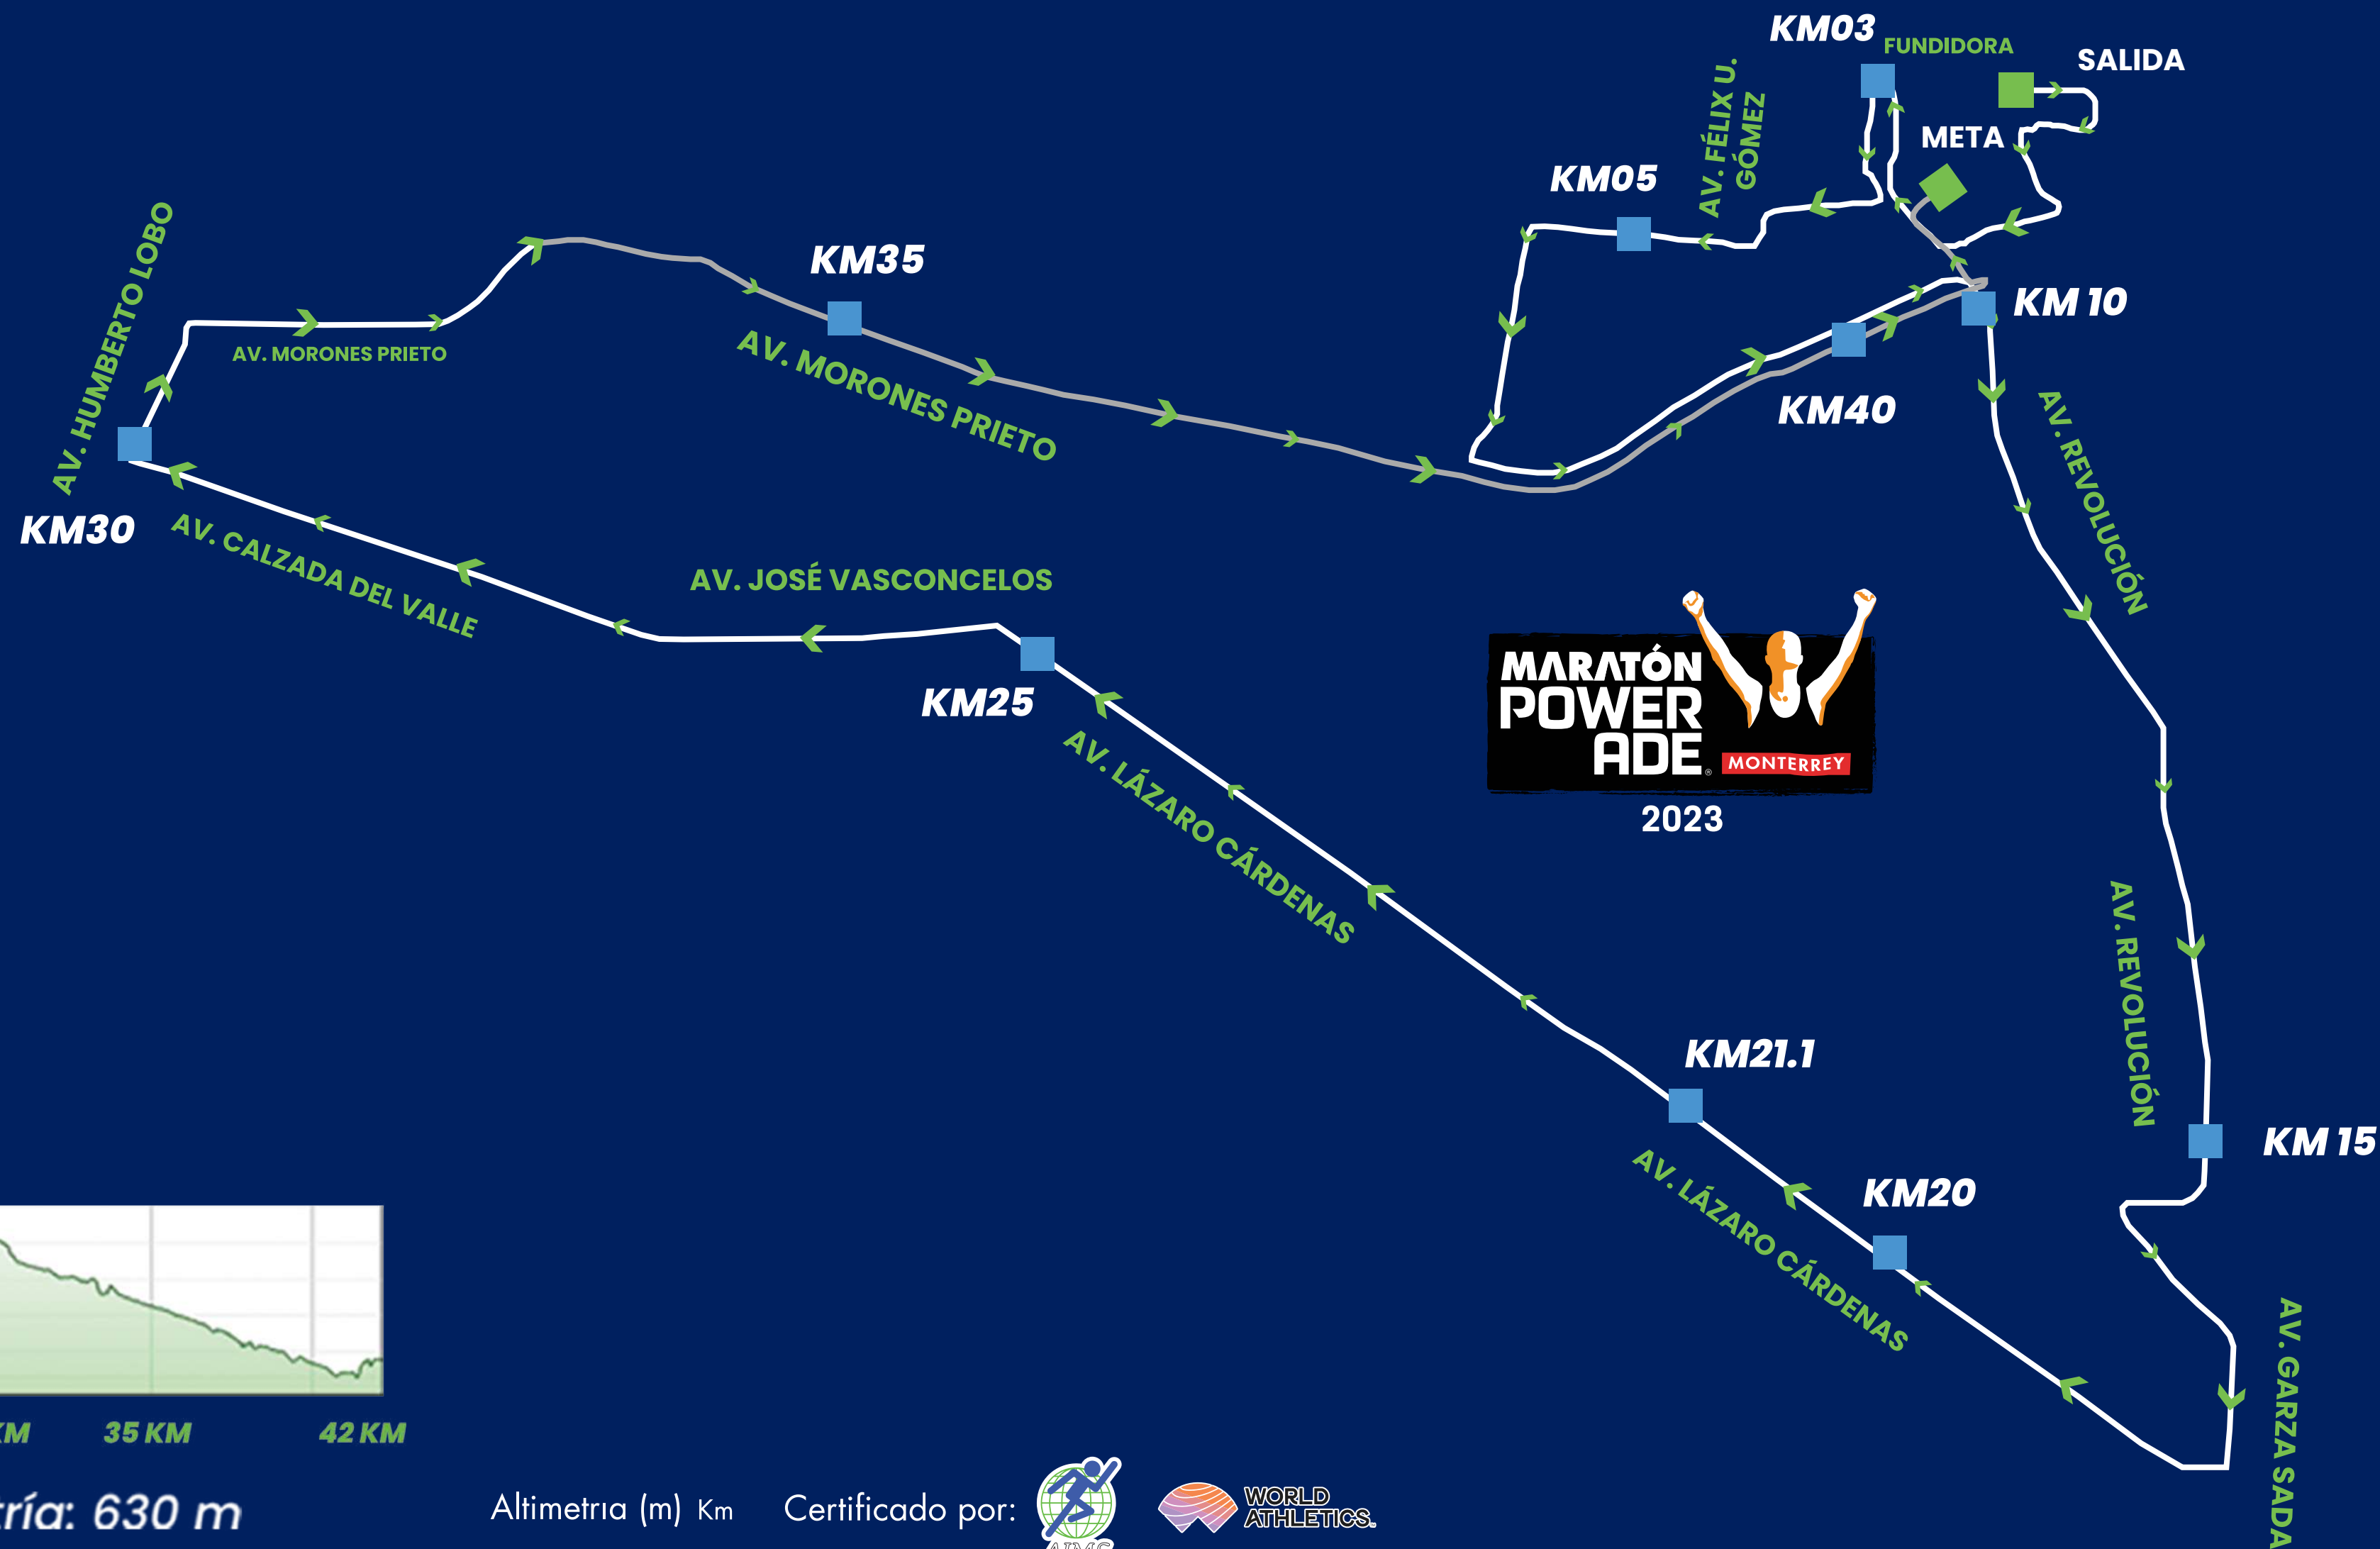 KM03
FUNDIDORA
SALIDA
META
AV. FÉLIX U.
GÓMEZ
KM05
KM 10
KM35
KM40
AV. HUMBERTO LOBO
AV. MORONES PRIETO
AV. MORONES PRIETO
AV. REVOLUCIÓN
KM30
AV. CALZADA DEL VALLE
AV. JOSÉ VASCONCELOS
KM25
MARATÓN
POWER
ADE®
MONTERREY
2023
AV. LÁZARO CÁRDENAS
AV. REVOLUCIÓN
KM21.1
KM 15
KM20
AV. LÁZARO CÁRDENAS
AV. GARZA SADA
KM
35 KM
42 KM
tría: 630 m
Altimetrıa (m) Km
Certificado por:
WORLD
ATHLETICS